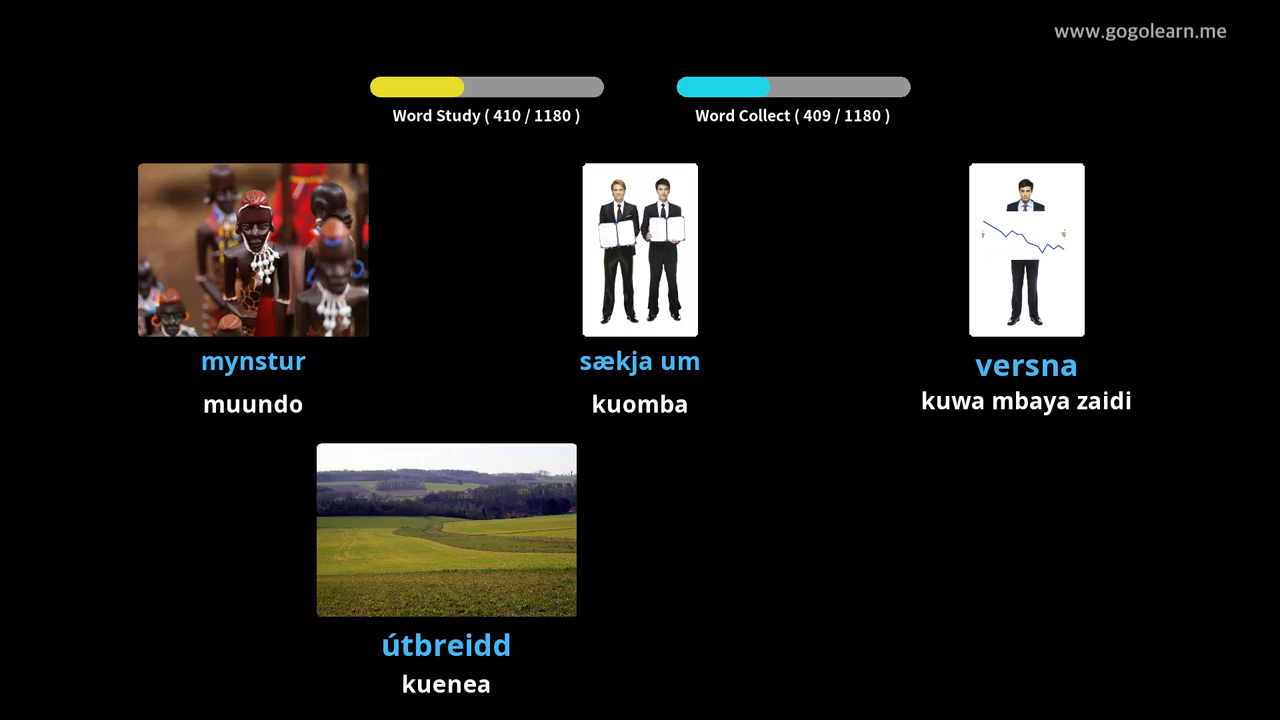 www.gogolearn.me
Word Study ( 410 / 1180 )
Word Collect ( 409 / 1180 )
mynstur
muundo
sækja um
kuomba
versna
kuwa mbaya zaidi
útbreidd
kuenea